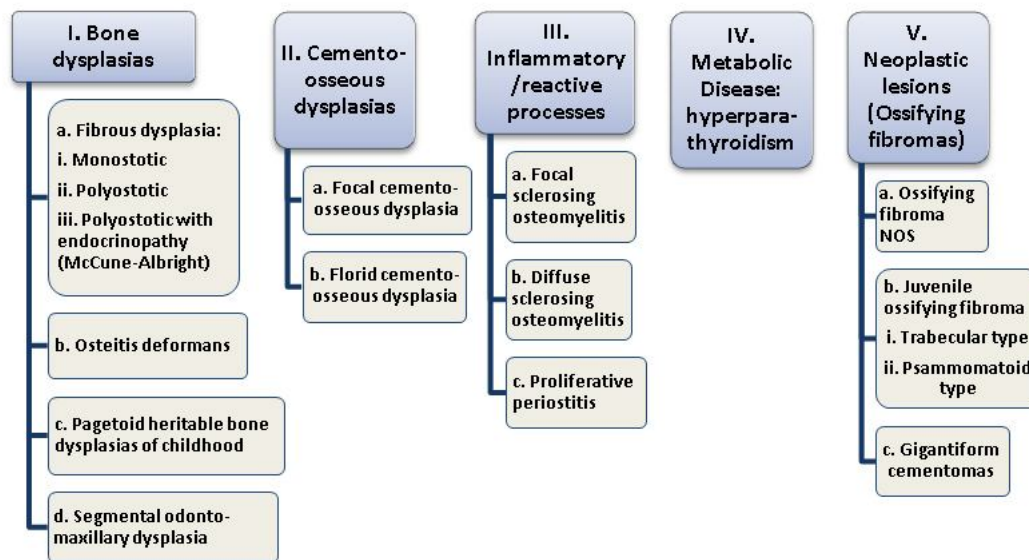 I. Bone
dysplasias
a. Fibrous dysplasia:
i. Monostotic
ii. Polyostotic
iii. Polyostotic with
endocrinopathy
(McCune-Albright)
b. Osteitis deformans
c. Pagetoid heritable bone
dysplasias of childhood
d. Segmental odonto-
maxillary dysplasia
II. Cemento-
osseous
dysplasias
a. Focal cemento-
osseous dysplasia
b. Florid cemento-
osseous dysplasia
III.
Inflammatory
/reactive
processes
a. Focal
sclerosing
osteomyelitis
b. Diffuse
sclerosing
osteomyelitis
c. Proliferative
periostitis
IV.
Metabolic
Disease:
hyperpara-
thyroidism
V.
Neoplastic
lesions
(Ossifying
fibromas)
a. Ossifying
fibroma
NOS
b. Juvenile
ossifying fibroma
i. Trabecular type
ii. Psammomatoid
type
c. Gigantiform
cementomas